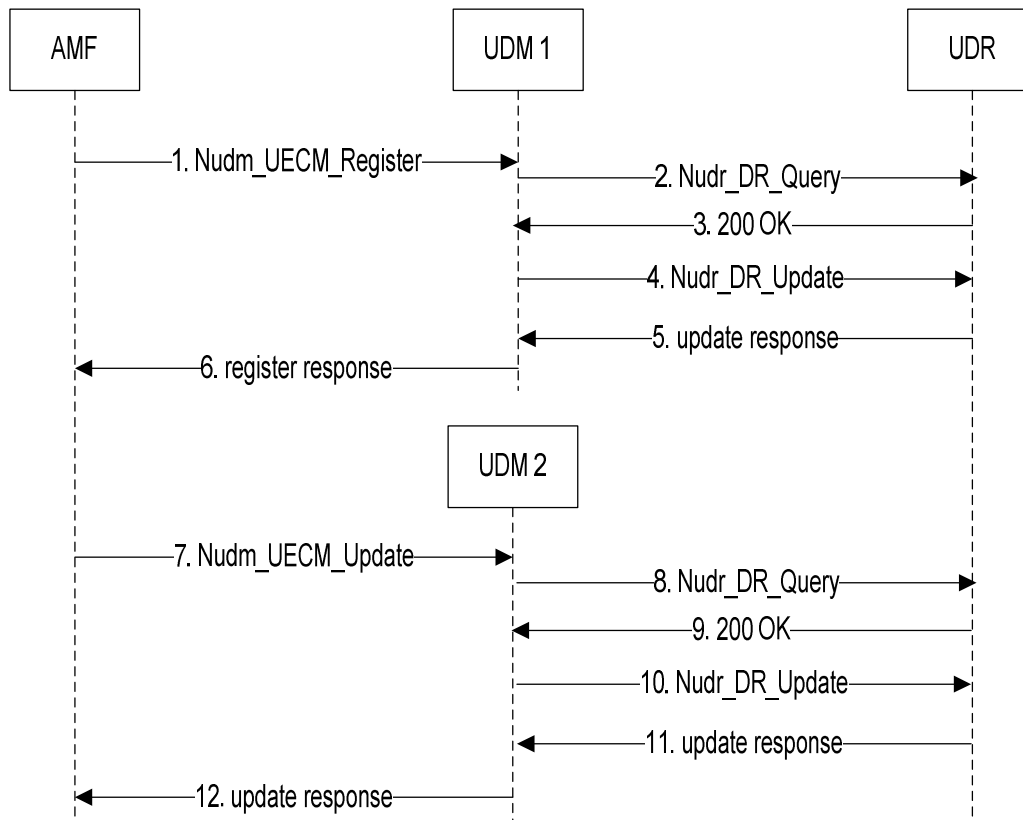 AMF
UDM 1
UDR
1. Nudm_UECM_Register
2. Nudr_DR_Query
3. 200 OK
4. Nudr_DR_Update
5. update response
6. register response
UDM 2
7. Nudm_UECM_Update
8. Nudr_DR_Query
9. 200 OK
10. Nudr_DR_Update
11. update response
12. update response